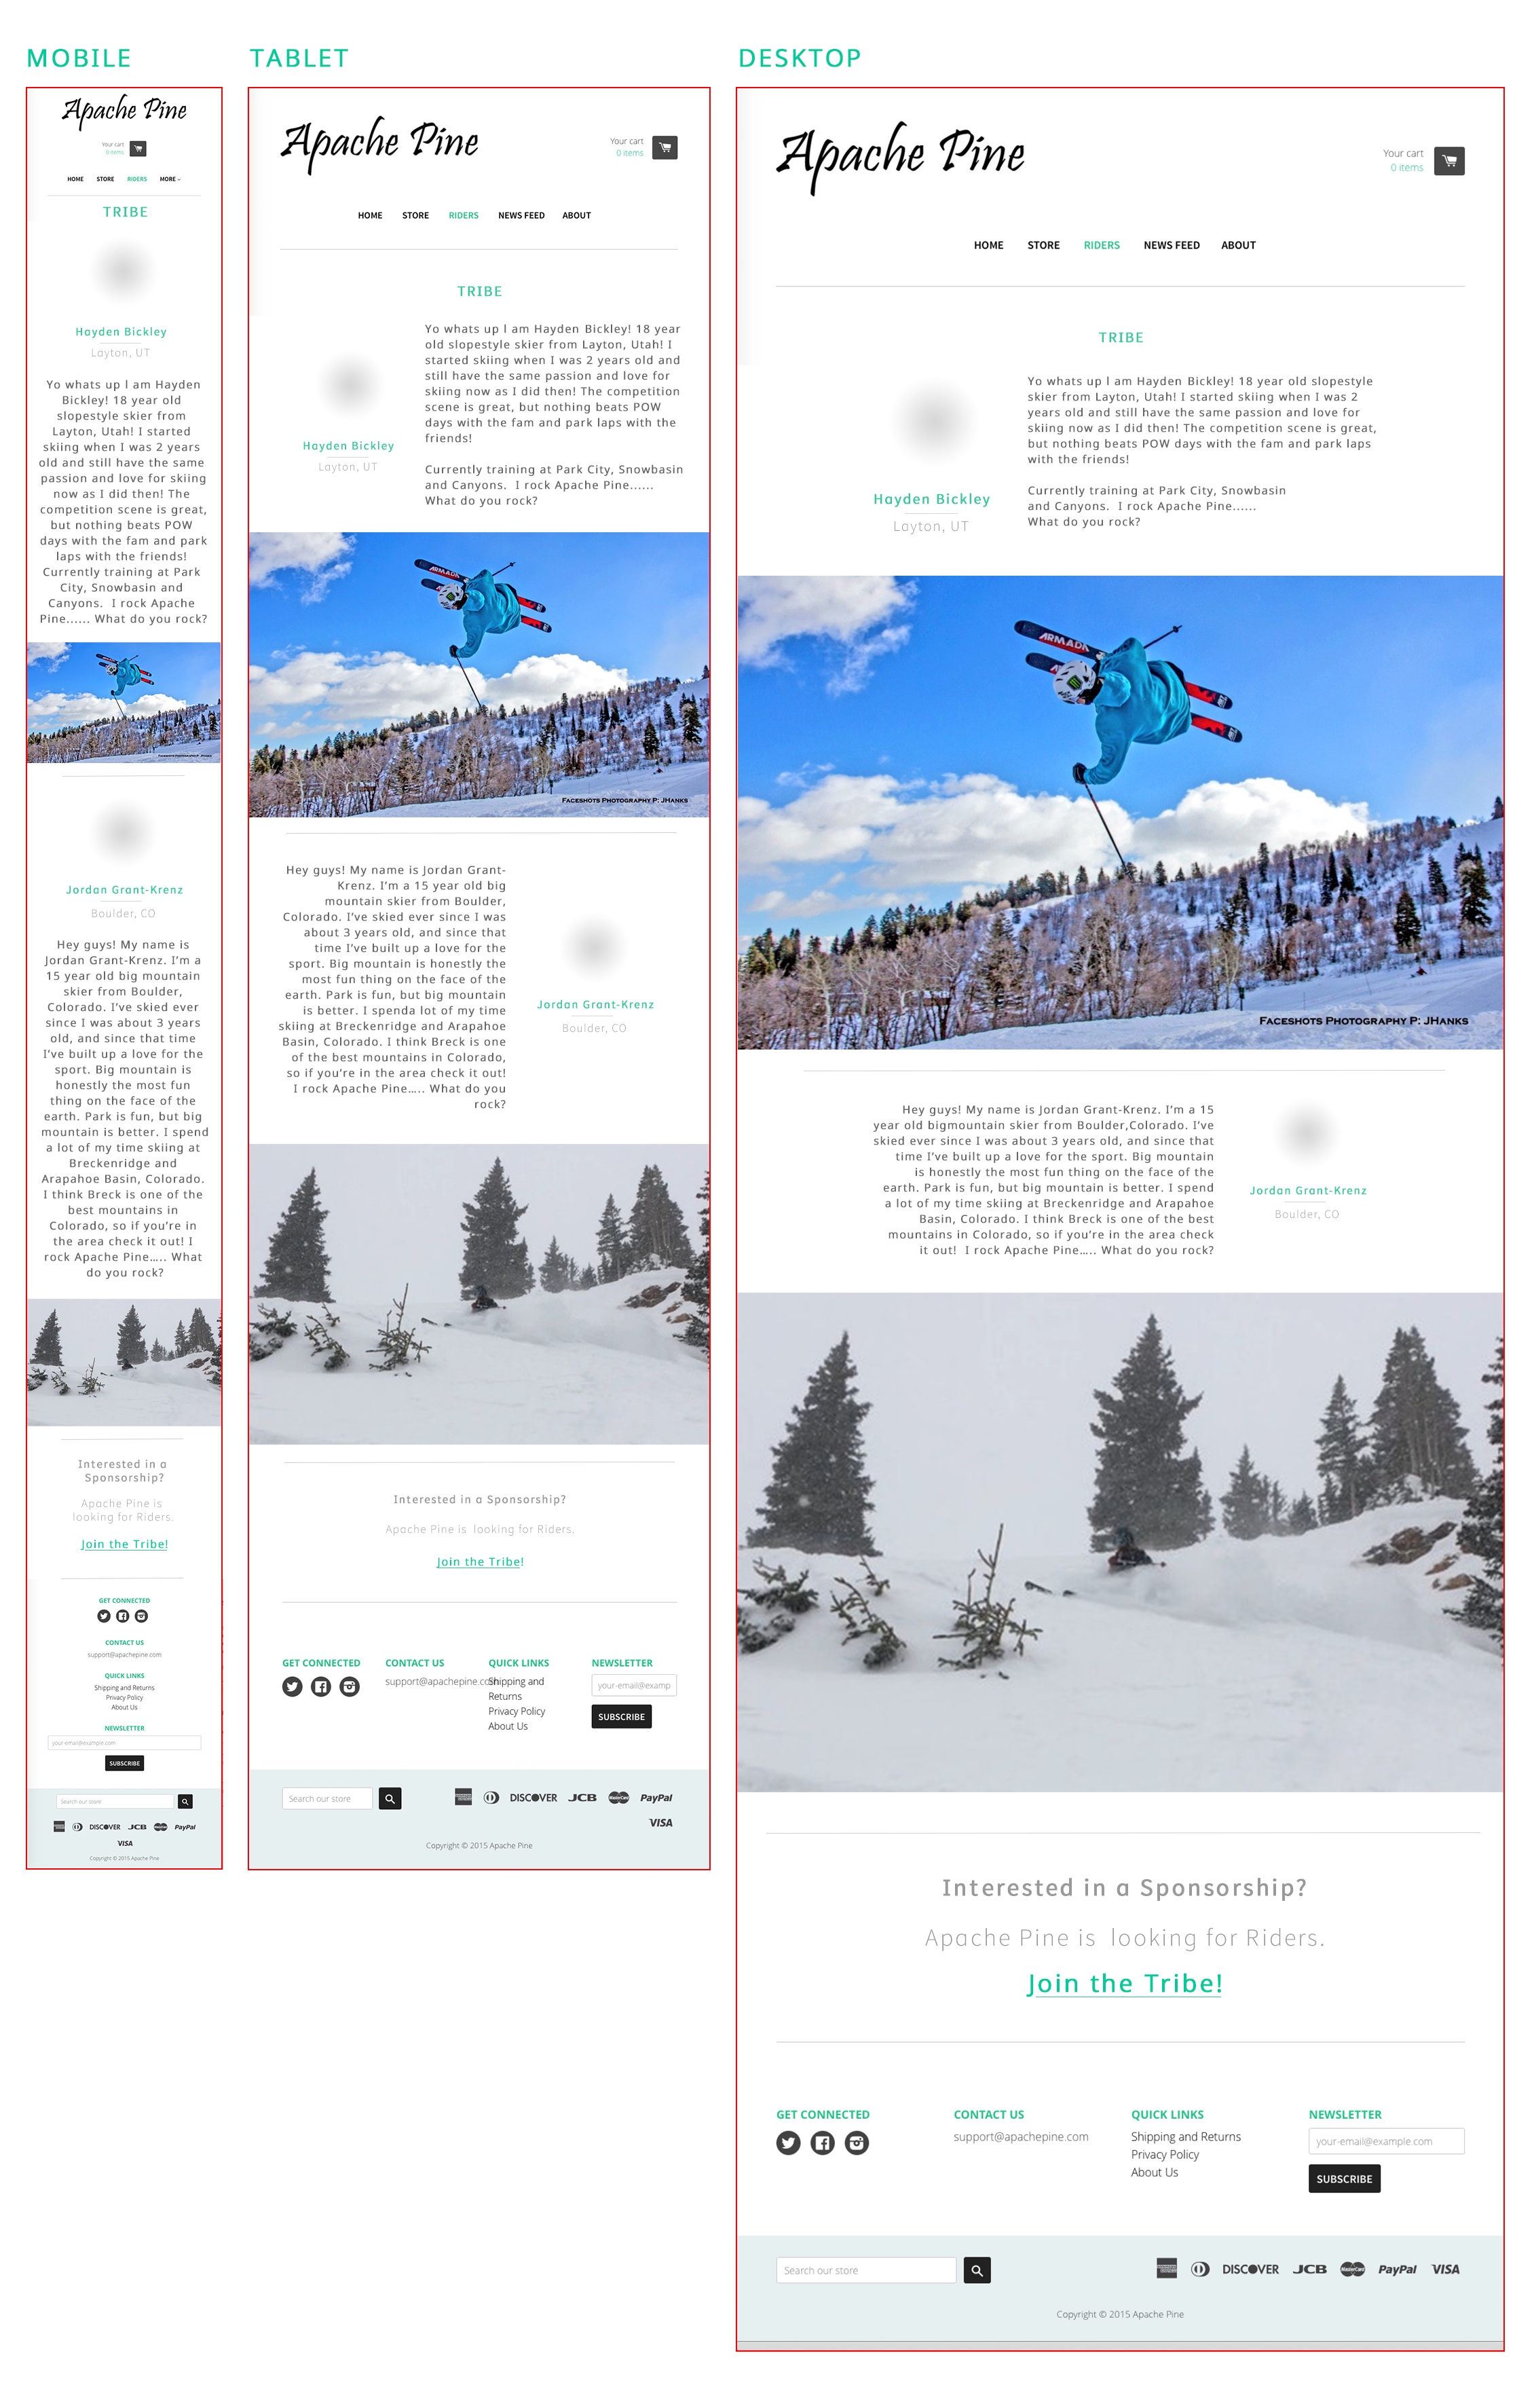 MOBILE
Apache Pine
Your cart
0 items
HOME STORE RIDERS MORE
TRIBE
Hayden Bickley
Layton, UT
Yo whats up I am Hayden
Bickley! 18 year old
slopestyle skier from
Layton, Utah! I started
skiing when I was 2 years
old and still have the same
passion and love for skiing
now as I did then! The
competition scene is great,
but nothing beats POW
days with the fam and park
laps with the friends!
Currently training at Park
City, Snowbasin and
Canyons.  I rock Apache
Pine...... What do you rock?
Jordan Grant-Krenz
Boulder, CO
Hey guys! My name is
Jordan Grant-Krenz. I’m a
15 year old big mountain
skier from Boulder,
Colorado. I’ve skied ever
since I was about 3 years
old, and since that time
I’ve built up a love for the
sport. Big mountain is
honestly the most fun
thing on the face of the
earth. Park is fun, but big
mountain is better. I spend
a lot of my time skiing at
Breckenridge and
Arapahoe Basin, Colorado.
I think Breck is one of the
best mountains in
Colorado, so if you’re in
the area check it out! I
rock Apache Pine..... What
do you rock?
Interested in a
Sponsorship?
Apache Pine is
looking for Riders.
Join the Tribe!
GET CONNECTED
CONTACT US
support@apachepine.com
QUICK LINKS
Shipping and Returns
Privacy Policy
About Us
NEWSLETTER
your-email@example.com
SUBSCRIBE
Search our store
DISCOVER JCB MasterCard PayPal
VISA
Copyright © 2015 Apache Pine
TABLET
Apache Pine
Your cart
0 items
HOME STORE RIDERS NEWS FEED ABOUT
TRIBE
Hayden Bickley
Layton, UT
Yo whats up I am Hayden Bickley! 18 year
old slopestyle skier from Layton, Utah! I
started skiing when I was 2 years old and
still have the same passion and love for
skiing now as I did then! The competition
scene is great, but nothing beats POW
days with the fam and park laps with the
friends!
Currently training at Park City, Snowbasin
and Canyons.  I rock Apache Pine......
What do you rock?
ARMADA
FACESHOTS PHOTOGRAPHY P: JHANKS
Hey guys! My name is Jordan Grant-
Krenz. I’m a 15 year old big
mountain skier from Boulder,
Colorado. I’ve skied ever since I was
about 3 years old, and since that
time I’ve built up a love for the
sport. Big mountain is honestly the
most fun thing on the face of the
earth. Park is fun, but big mountain
is better. I spenda lot of my time
skiing at Breckenridge and Arapahoe
Basin, Colorado. I think Breck is one
of the best mountains in Colorado,
so if you’re in the area check it out!
I rock Apache Pine..... What do you
rock?
Jordan Grant-Krenz
Boulder, CO
Interested in a Sponsorship?
Apache Pine is  looking for Riders.
Join the Tribe!
GET CONNECTED
CONTACT US
support@apachepine.com
QUICK LINKS
Shipping and
Returns
Privacy Policy
About Us
NEWSLETTER
your-email@examp
SUBSCRIBE
Search our store
DISCOVER JCB MasterCard PayPal
VISA
Copyright © 2015 Apache Pine
DESKTOP
Apache Pine
Your cart
0 items
HOME STORE RIDERS NEWS FEED ABOUT
TRIBE
Hayden Bickley
Layton, UT
Yo whats up I am Hayden Bickley! 18 year old slopestyle
skier from Layton, Utah! I started skiing when I was 2
years old and still have the same passion and love for
skiing now as I did then! The competition scene is great,
but nothing beats POW days with the fam and park laps
with the friends!
Currently training at Park City, Snowbasin
and Canyons.  I rock Apache Pine......
What do you rock?
ARMADA
FACESHOTS PHOTOGRAPHY P: JHANKS
Hey guys! My name is Jordan Grant-Krenz. I’m a 15
year old bigmountain skier from Boulder,Colorado. I’ve
skied ever since I was about 3 years old, and since that
time I’ve built up a love for the sport. Big mountain
is honestly the most fun thing on the face of the
earth. Park is fun, but big mountain is better. I spend
a lot of my time skiing at Breckenridge and Arapahoe
Basin, Colorado. I think Breck is one of the best
mountains in Colorado, so if you’re in the area check
it out!  I rock Apache Pine..... What do you rock?
Jordan Grant-Krenz
Boulder, CO
Interested in a Sponsorship?
Apache Pine is  looking for Riders.
Join the Tribe!
GET CONNECTED
CONTACT US
support@apachepine.com
QUICK LINKS
Shipping and Returns
Privacy Policy
About Us
NEWSLETTER
your-email@example.com
SUBSCRIBE
Search our store
DISCOVER JCB MasterCard PayPal VISA
Copyright © 2015 Apache Pine